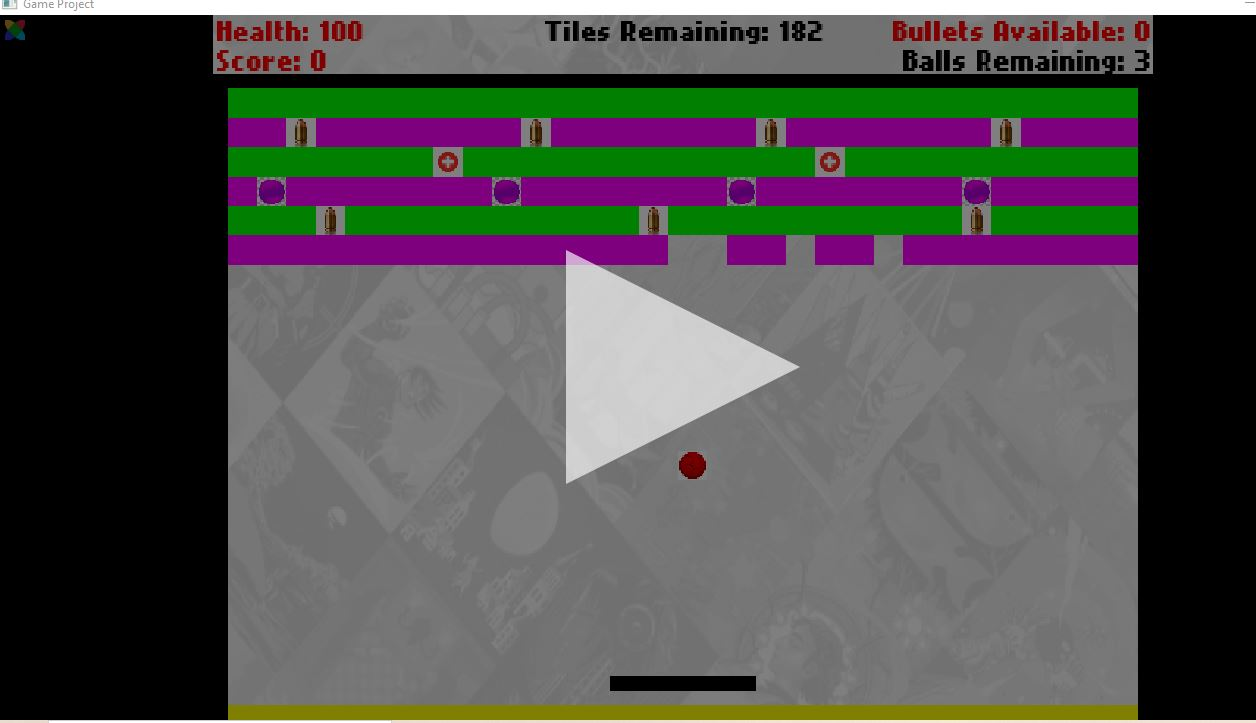 Game Project
Health: 100
Tiles Remaining: 182
Bullets Available: 0
Score: 0
Balls Remaining: 3